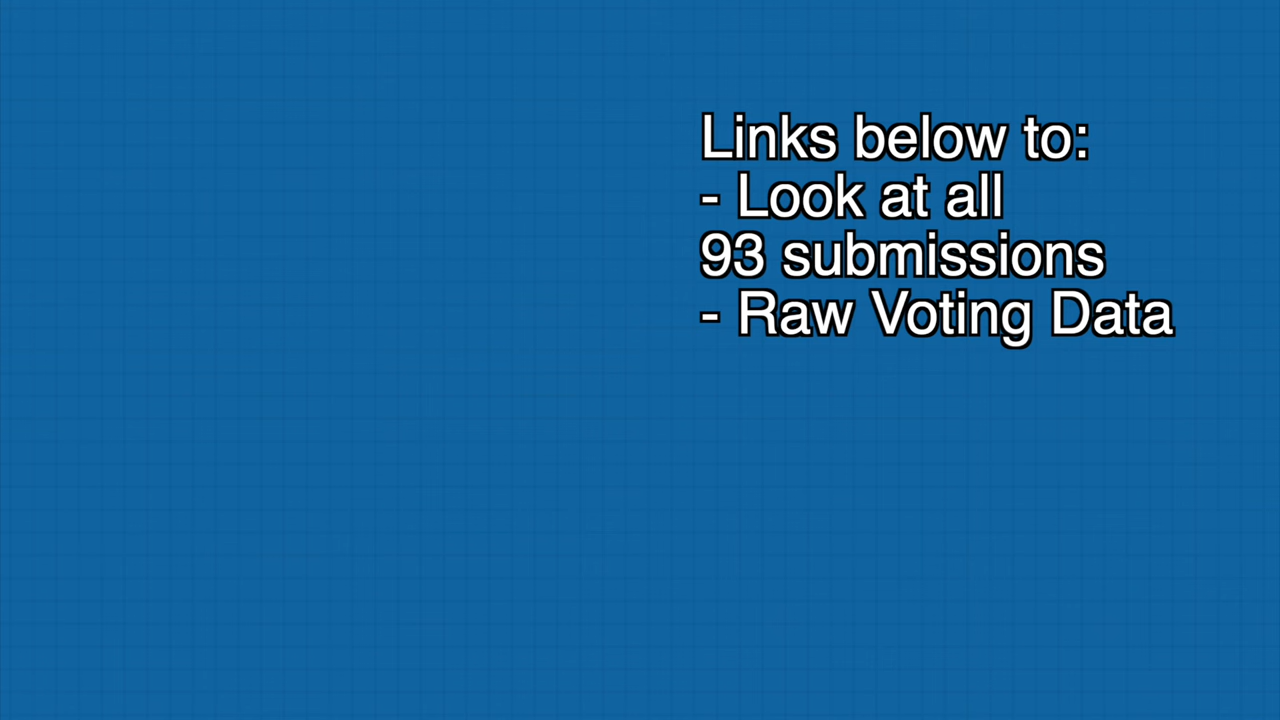 Links below to:
- Look at all
93 submissions
- Raw Voting Data